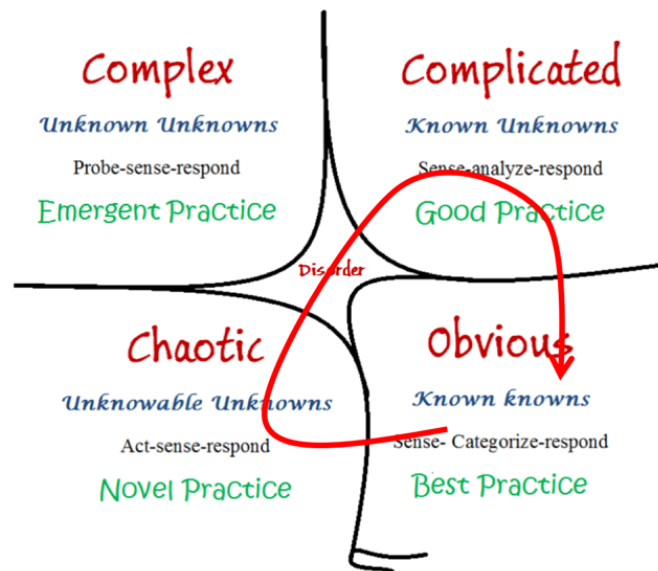 Complex
Unknown Unknowns
Probe-sense-respond
Emergent Practice
Complicated
Known Unknowns
Sense-analyze-respond
Good Practice
Disorder
Chaotic
Unknowable Unknowns
Act-sense-respond
Novel Practice
Obvious
Known knowns
Sense- Categorize-respond
Best Practice